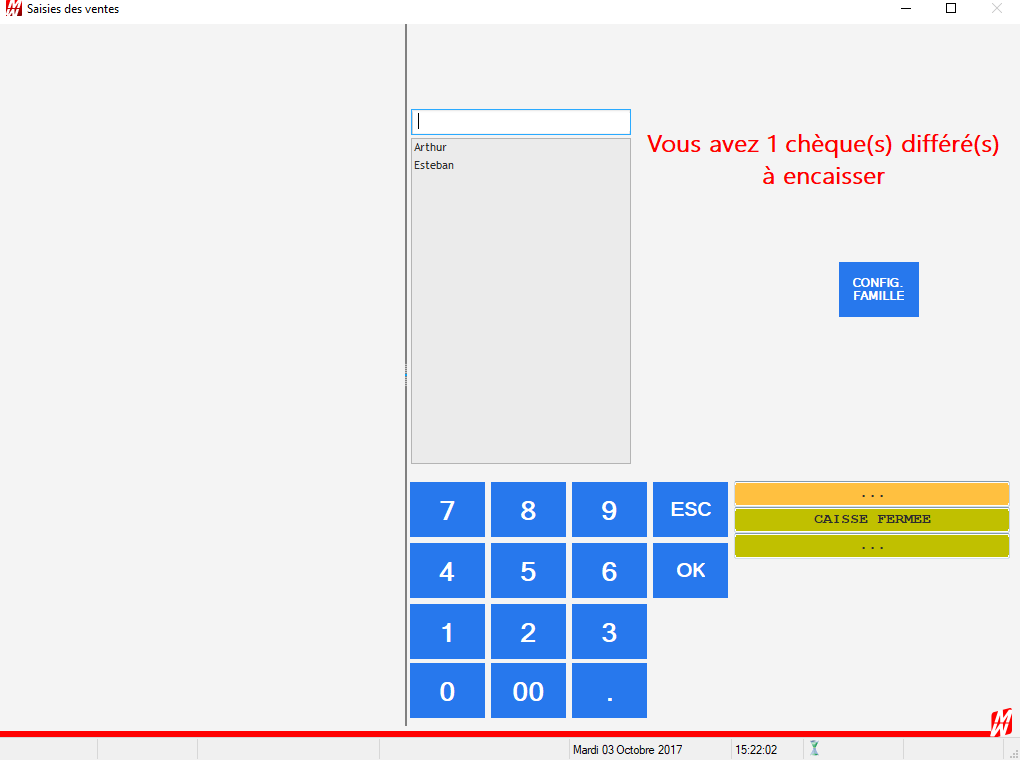 Saisies des ventes
Arthur
Esteban
Vous avez 1 chèque(s) différé(s)
à encaisser
CONFIG.
FAMILLE
7 8 9 ESC
4 5 6 OK
1 2 3
0 00 .
...
CAISSE FERMEE
...
Mardi 03 Octobre 2017 15:22:02